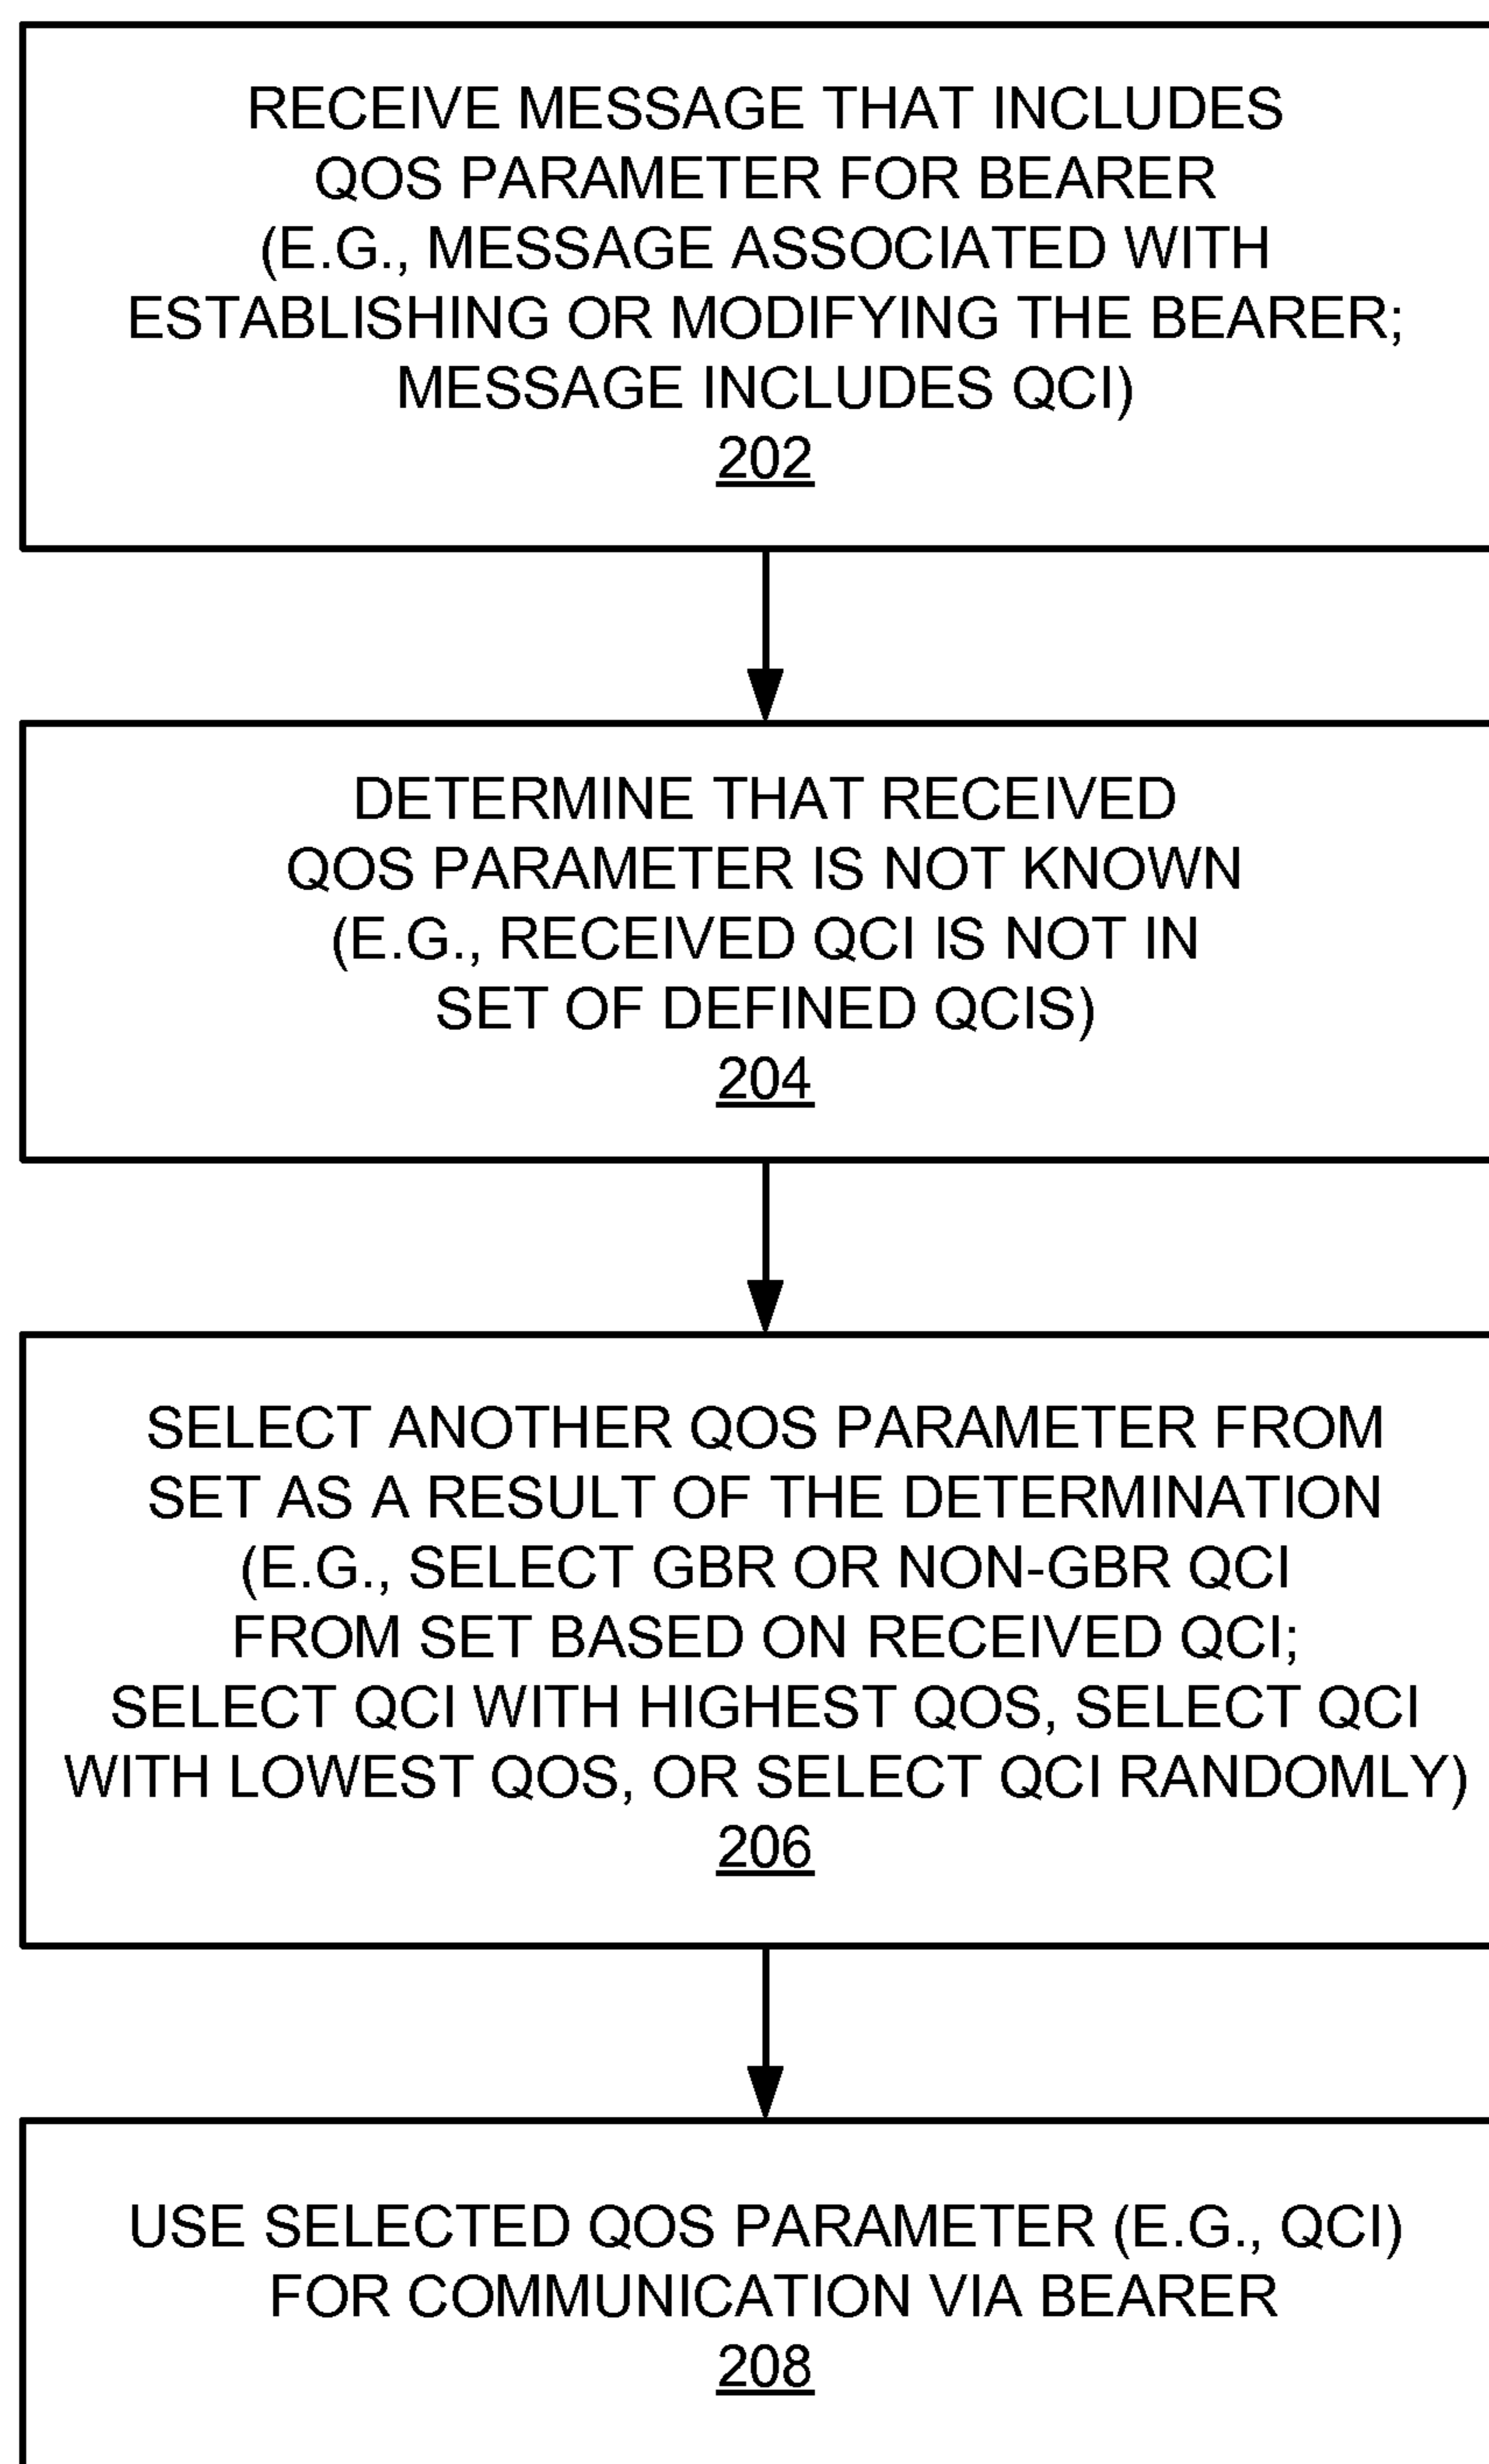 RECEIVE MESSAGE THAT INCLUDES
QOS PARAMETER FOR BEARER
(E.G., MESSAGE ASSOCIATED WITH
ESTABLISHING OR MODIFYING THE BEARER;
MESSAGE INCLUDES QCI)
202
DETERMINE THAT RECEIVED
QOS PARAMETER IS NOT KNOWN
(E.G., RECEIVED QCI IS NOT IN
SET OF DEFINED QCIS)
204
SELECT ANOTHER QOS PARAMETER FROM
SET AS A RESULT OF THE DETERMINATION
(E.G., SELECT GBR OR NON-GBR QCI
FROM SET BASED ON RECEIVED QCI;
SELECT QCI WITH HIGHEST QOS, SELECT QCI
WITH LOWEST QOS, OR SELECT QCI RANDOMLY)
206
USE SELECTED QOS PARAMETER (E.G., QCI)
FOR COMMUNICATION VIA BEARER
208